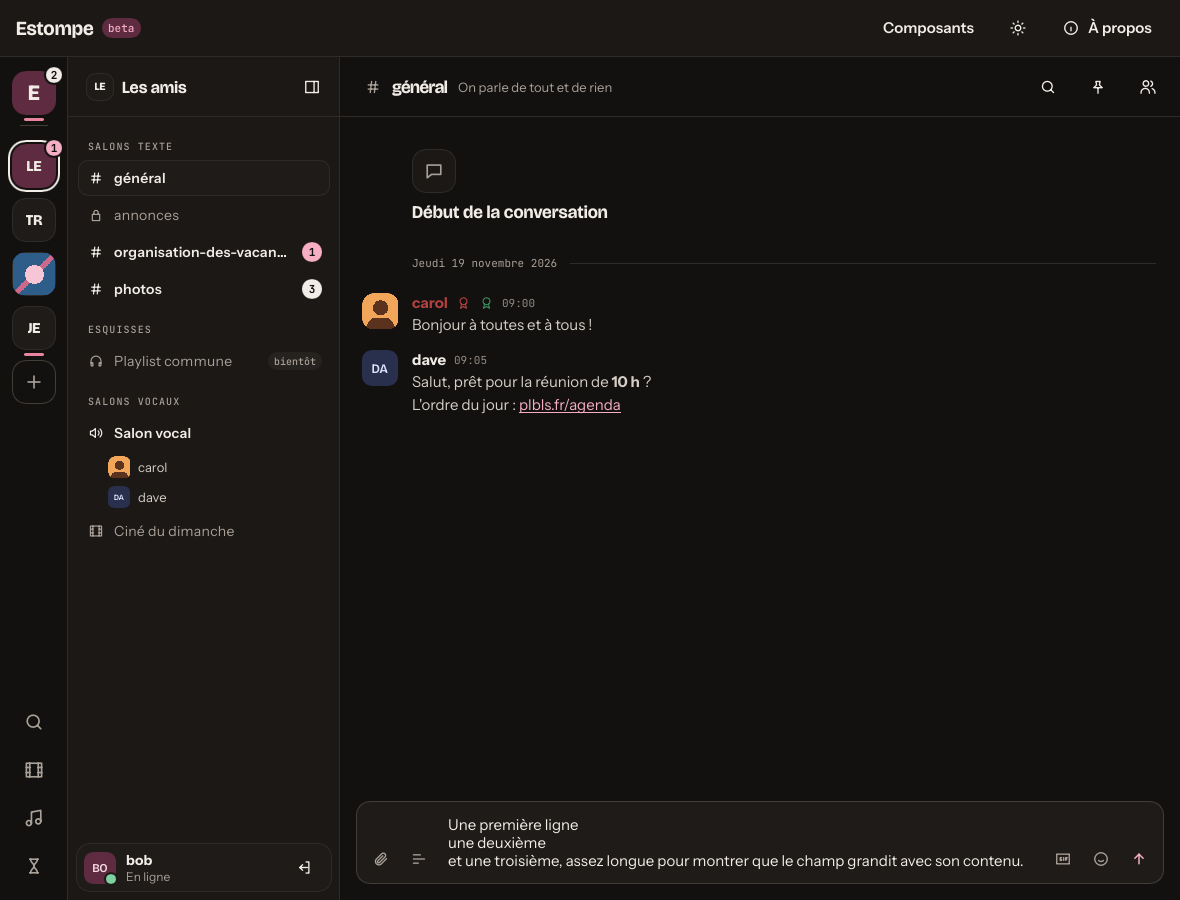 Estompe beta
Composants
À propos
E 2
LE 1
TR
JE
LE Les amis
SALONS TEXTE
# général
annonces
# organisation-des-vacan... 1
# photos 3
ESQUISSES
Playlist commune bientôt
SALONS VOCAUX
Salon vocal
carol
DA dave
Ciné du dimanche
BO bob
En ligne
# général On parle de tout et de rien
Début de la conversation
Jeudi 19 novembre 2026
carol 09:00
Bonjour à toutes et à tous !
DA dave 09:05
Salut, prêt pour la réunion de 10 h ?
L'ordre du jour : plbls.fr/agenda
Une première ligne
une deuxième
et une troisième, assez longue pour montrer que le champ grandit avec son contenu.
GIF